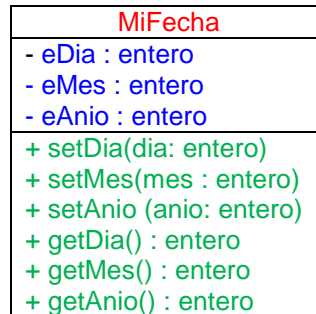 MiFecha
- eDia : entero
- eMes : entero
- eAnio : entero
+ setDia(dia: entero)
+ setMes(mes : entero)
+ setAnio (anio: entero)
+ getDia() : entero
+ getMes() : entero
+ getAnio() : entero